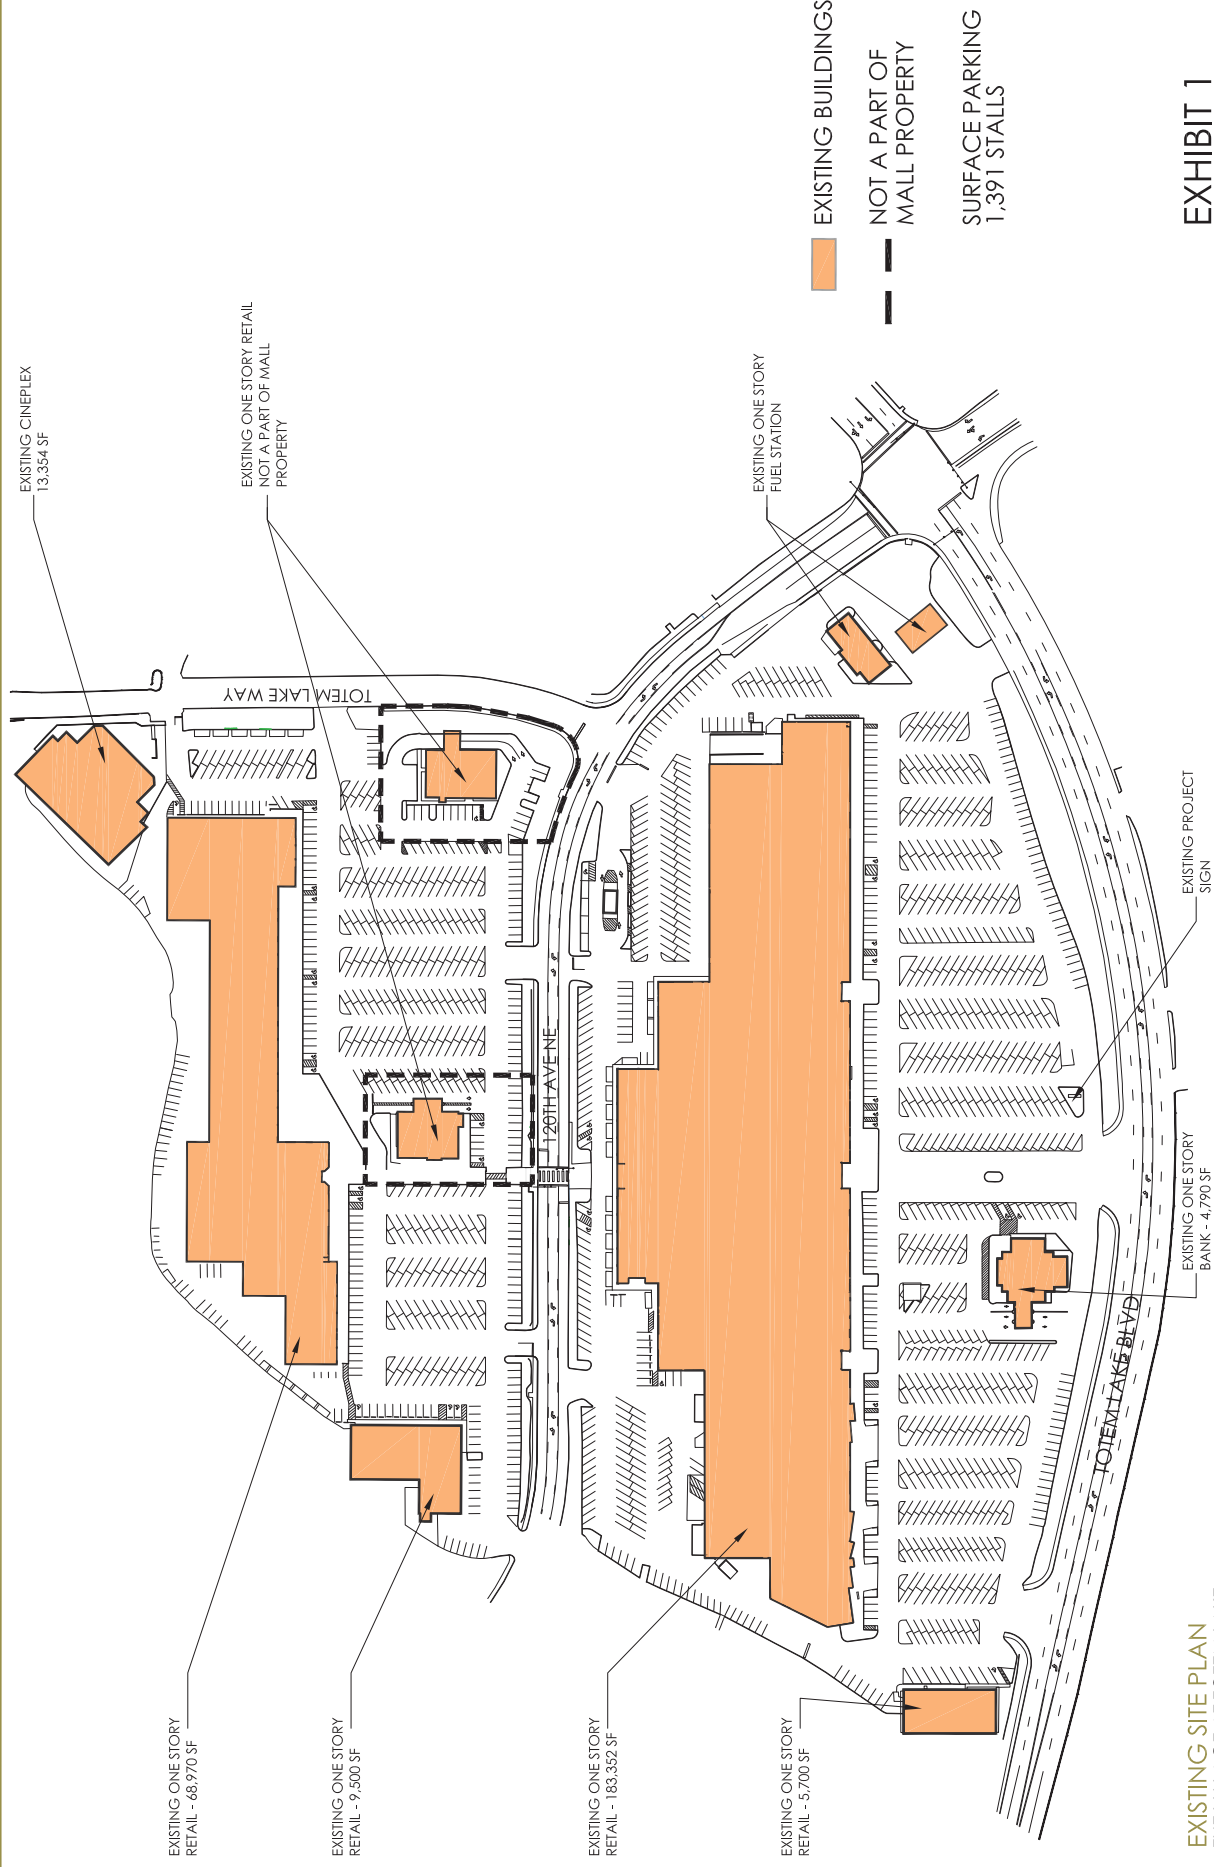 EXISTING CINEPLEX
13,354 SF
EXISTING ONE STORY RETAIL
NOT A PART OF MALL
PROPERTY
EXISTING ONE STORY
FUEL STATION
EXISTING BUILDINGS
NOT A PART OF
MALL PROPERTY
SURFACE PARKING
1,391 STALLS
TOTEM LAKE WAY
120TH AVE NE
TOTEM LAKE BLVD
EXISTING PROJECT
SIGN
EXISTING ONE STORY
BANK - 4,790 SF
EXISTING ONE STORY
RETAIL - 68,970 SF
EXISTING ONE STORY
RETAIL - 9,500 SF
EXISTING ONE STORY
RETAIL - 183,352 SF
EXISTING ONE STORY
RETAIL - 5,700 SF
EXISTING SITE PLAN
EXHIBIT 1